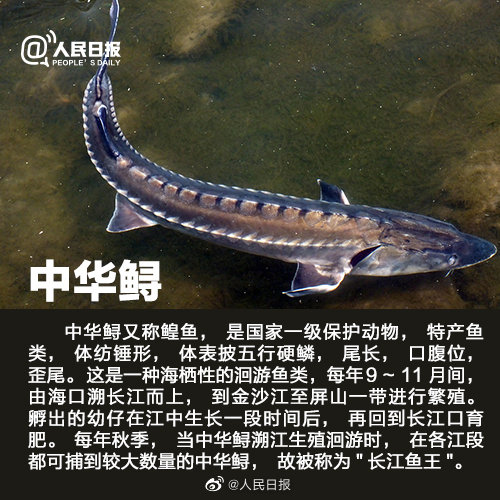 @人民日报
PEOPLE'S DAILY
中华鲟
中华鲟又称鳇鱼， 是国家一级保护动物， 特产鱼
类， 体纺锤形， 体表披五行硬鳞， 尾长， 口腹位，
歪尾。这是一种海栖性的洄游鱼类，每年9 ~ 11 月间，
由海口溯长江而上， 到金沙江至屏山一带进行繁殖。
孵出的幼仔在江中生长一段时间后， 再回到长江口育
肥。 每年秋季， 当中华鲟溯江生殖洄游时， 在各江段
都可捕到较大数量的中华鲟， 故被称为 " 长江鱼王 "。
@人民日报